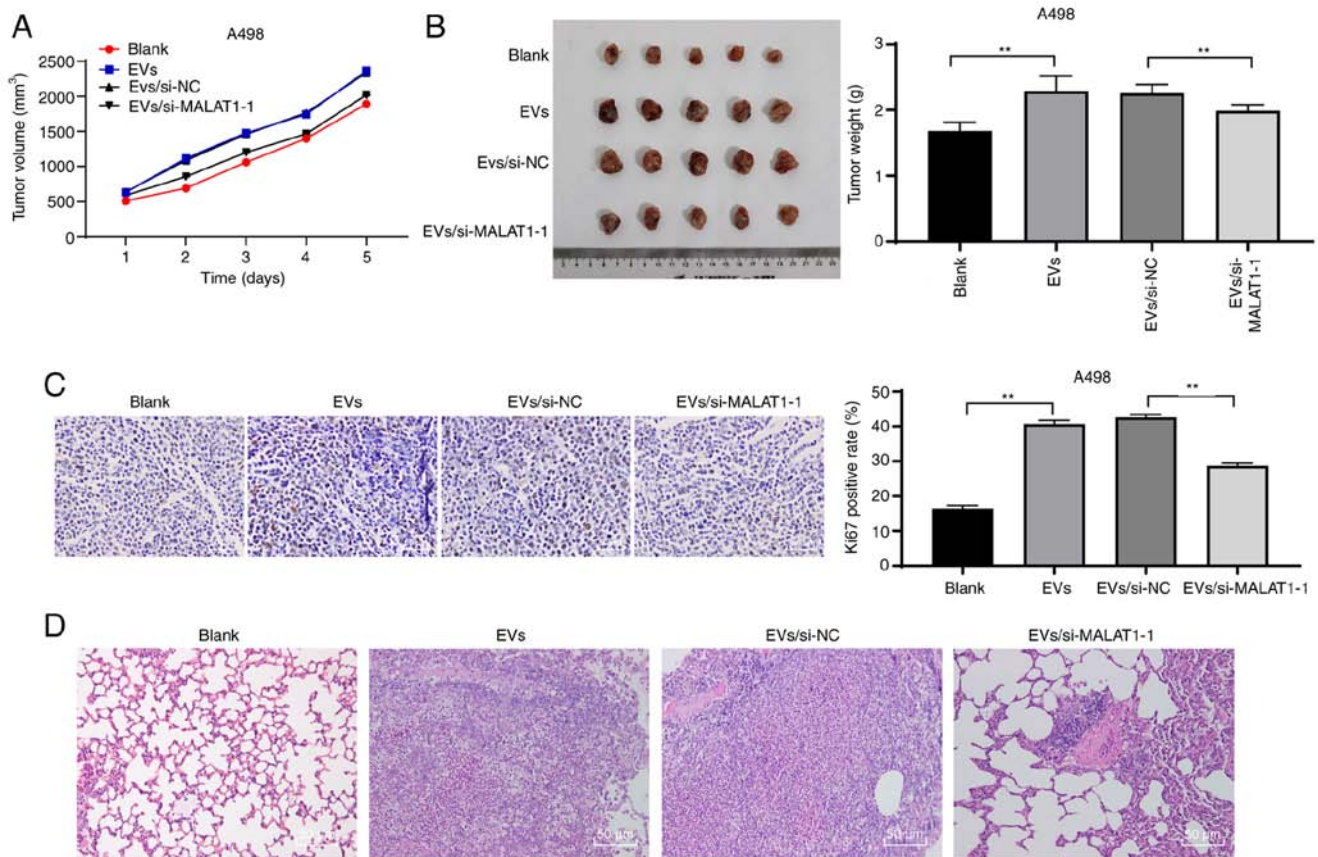 A
A498
Blank
EVs
Evs/si-NC
EVs/si-MALAT1-1
Tumor volume (mm³)
2500
2000
1500
1000
500
0
1 2 3 4 5
Time (days)
B
Blank
EVs
Evs/si-NC
EVs/si-MALAT1-1
A498
** **
Tumor weight (g)
3
2
1
0
Blank
EVs
EVs/si-NC
EVs/si-
MALAT1-1
C
Blank EVs EVs/si-NC EVs/si-MALAT1-1
A498
** **
Ki67 positive rate (%)
50
40
30
20
10
0
Blank EVs EVs/si-NC EVs/si-MALAT1-1
D
Blank EVs EVs/si-NC EVs/si-MALAT1-1
50 μm 50 μm 50 μm 50 μm